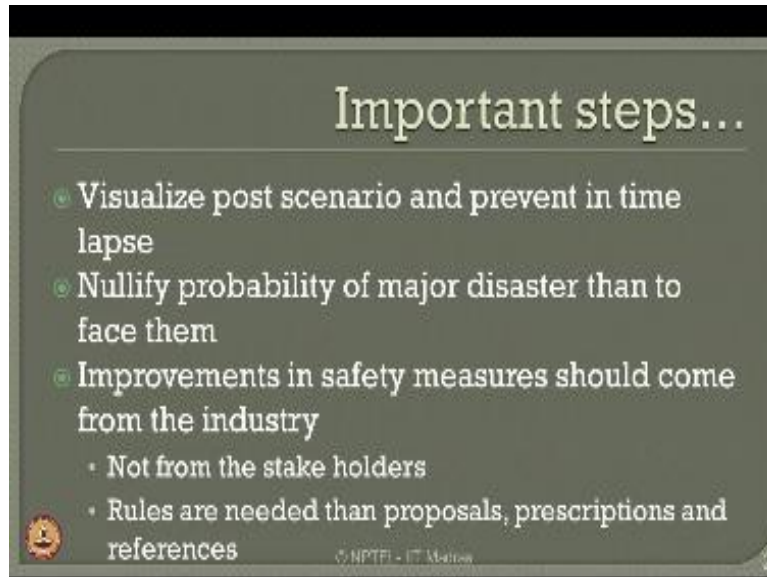 Important steps...
Visualize post scenario and prevent in time
lapse
Nullify probability of major disaster than to
face them
Improvements in safety measures should come
from the industry
Not from the stake holders
Rules are needed than proposals, prescriptions and
references
© NPTEL - IIT Madras